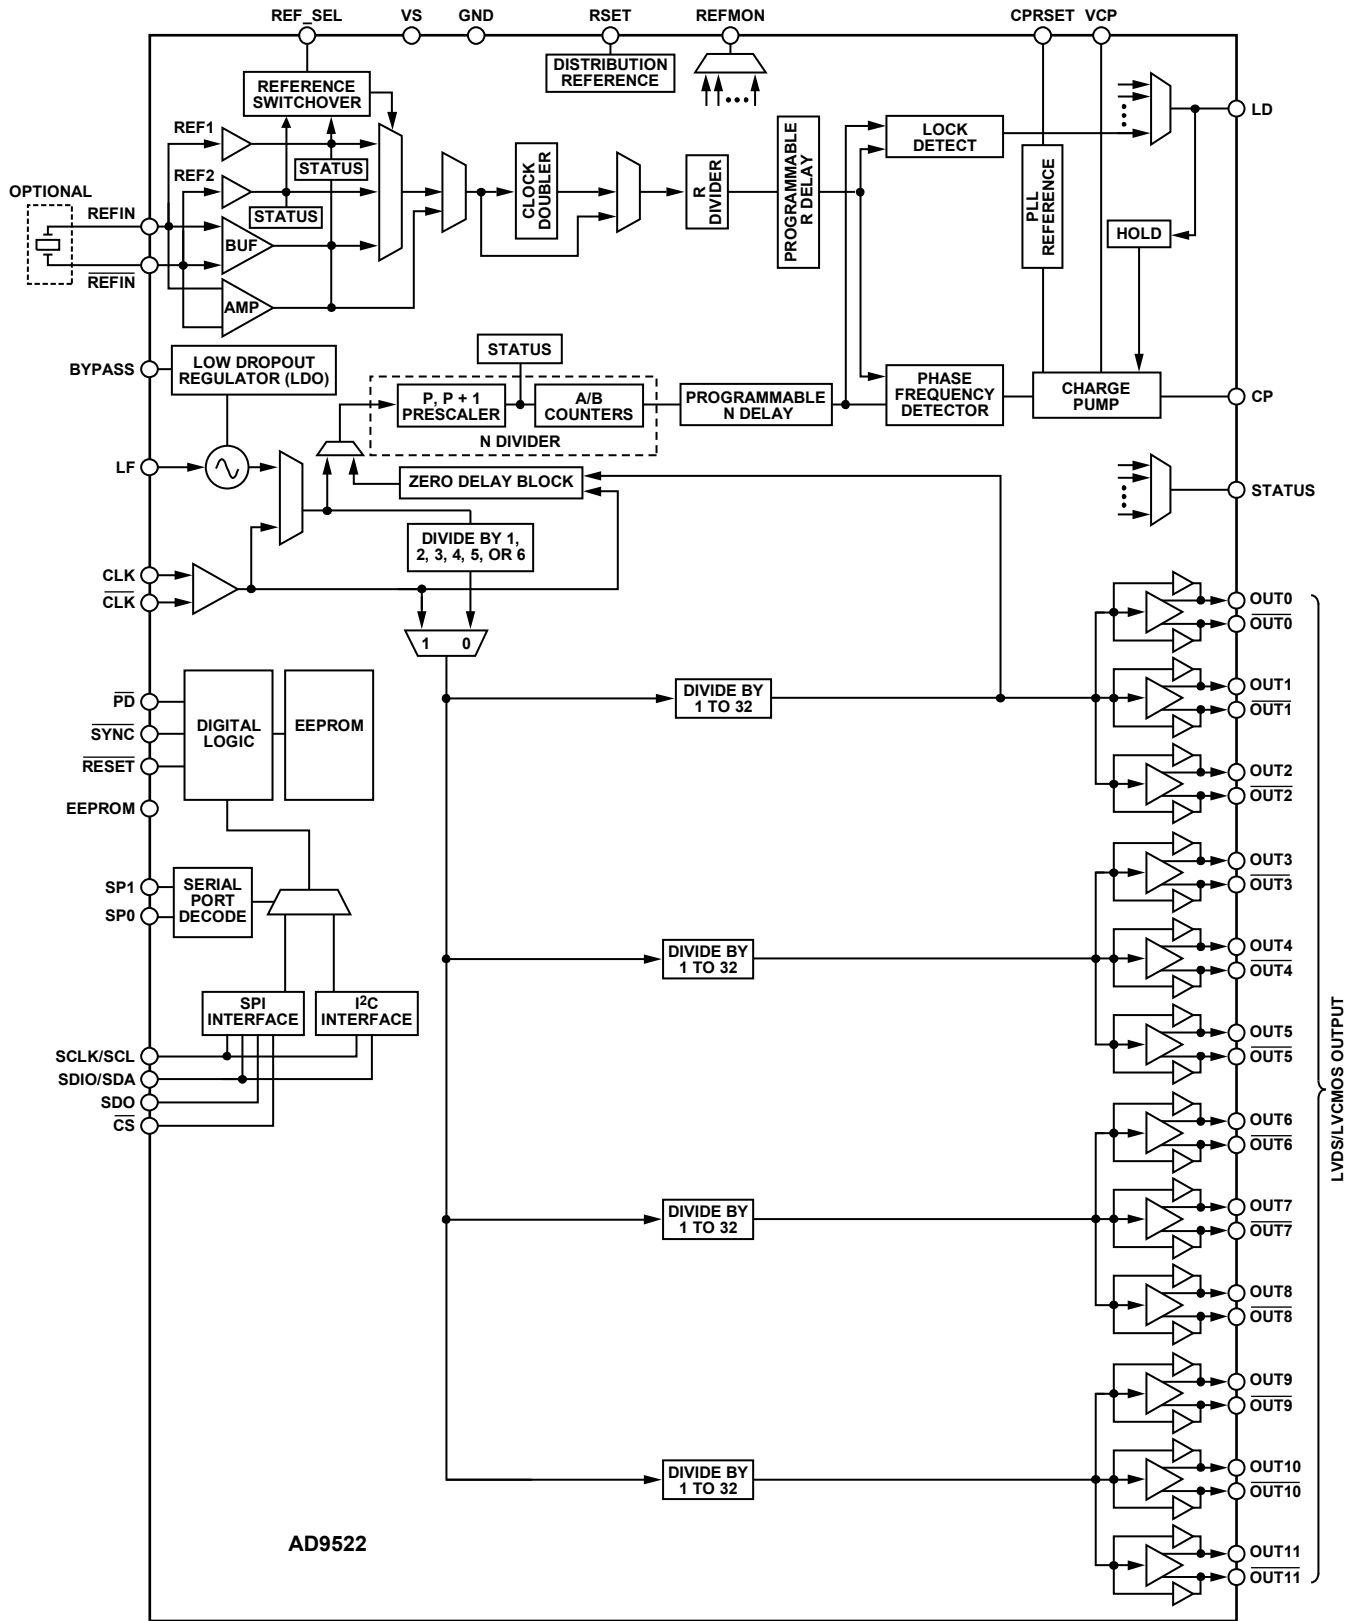 REF_SEL VS GND RSET REFMON CPRSET VCP
DISTRIBUTION
REFERENCE
REFERENCE
SWITCHOVER
REF1
STATUS
REF2
STATUS
BUF
AMP
OPTIONAL
REFIN
REFIN
CLOCK
DOUBLER
R
DIVIDER
PROGRAMMABLE
R DELAY
LOCK
DETECT
PLL
REFERENCE
HOLD
LD
BYPASS
LOW DROPOUT
REGULATOR (LDO)
STATUS
P, P + 1
PRESCALER
A/B
COUNTERS
N DIVIDER
PROGRAMMABLE
N DELAY
PHASE
FREQUENCY
DETECTOR
CHARGE
PUMP
CP
LF
ZERO DELAY BLOCK
STATUS
DIVIDE BY 1,
2, 3, 4, 5, OR 6
CLK
CLK
1 0
PD
SYNC
RESET
EEPROM
DIGITAL
LOGIC
EEPROM
SP1
SP0
SERIAL
PORT
DECODE
SPI
INTERFACE
I2C
INTERFACE
SCLK/SCL
SDIO/SDA
SDO
CS
DIVIDE BY
1 TO 32
DIVIDE BY
1 TO 32
DIVIDE BY
1 TO 32
DIVIDE BY
1 TO 32
OUT0
OUT0
OUT1
OUT1
OUT2
OUT2
OUT3
OUT3
OUT4
OUT4
OUT5
OUT5
OUT6
OUT6
OUT7
OUT7
OUT8
OUT8
OUT9
OUT9
OUT10
OUT10
OUT11
OUT11
LVDS/LVCMOS OUTPUT
AD9522